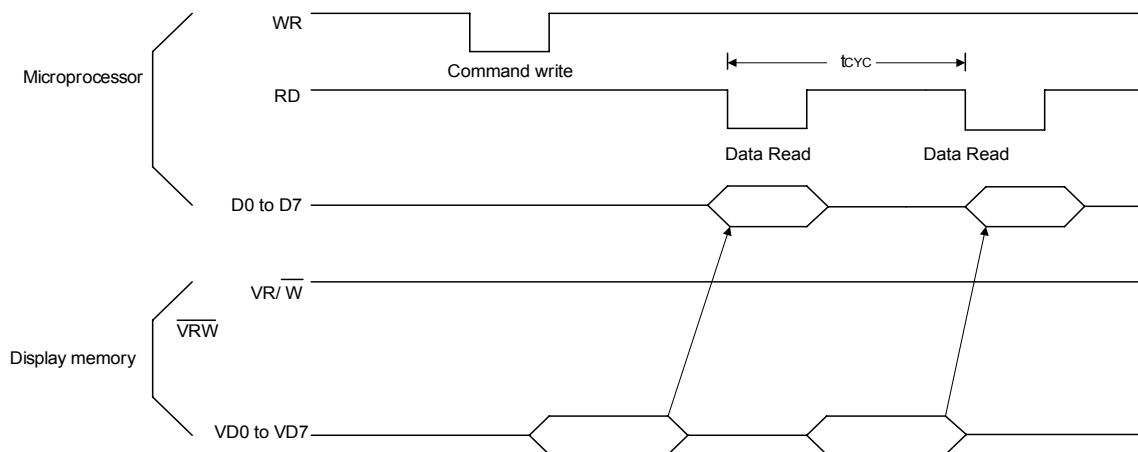 WR
Command write
Microprocessor
tCYC
RD
Data Read Data Read
D0 to D7
VR/ W̅
V̅R̅W̅
Display memory
VD0 to VD7